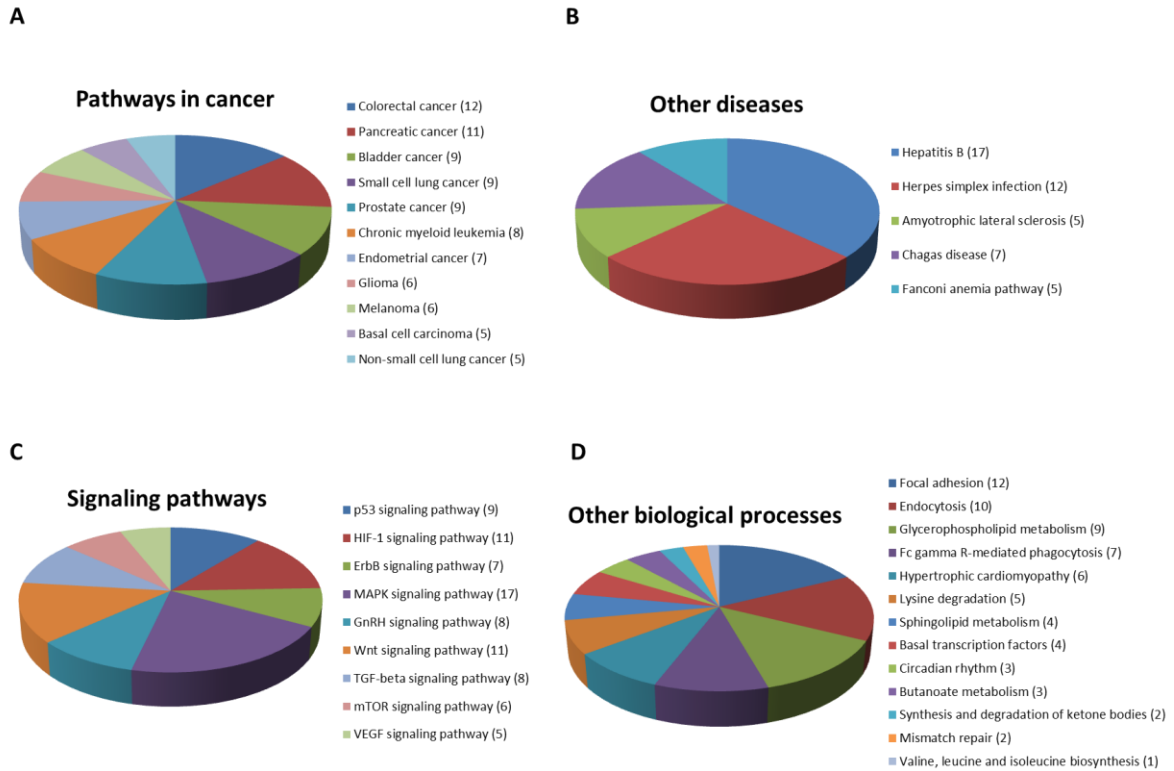 A
Pathways in cancer
Colorectal cancer (12)
Pancreatic cancer (11)
Bladder cancer (9)
Small cell lung cancer (9)
Prostate cancer (9)
Chronic myeloid leukemia (8)
Endometrial cancer (7)
Glioma (6)
Melanoma (6)
Basal cell carcinoma (5)
Non-small cell lung cancer (5)
B
Other diseases
Hepatitis B (17)
Herpes simplex infection (12)
Amyotrophic lateral sclerosis (5)
Chagas disease (7)
Fanconi anemia pathway (5)
C
Signaling pathways
p53 signaling pathway (9)
HIF-1 signaling pathway (11)
ErbB signaling pathway (7)
MAPK signaling pathway (17)
GnRH signaling pathway (8)
Wnt signaling pathway (11)
TGF-beta signaling pathway (8)
mTOR signaling pathway (6)
VEGF signaling pathway (5)
D
Other biological processes
Focal adhesion (12)
Endocytosis (10)
Glycerophospholipid metabolism (9)
Fc gamma R-mediated phagocytosis (7)
Hypertrophic cardiomyopathy (6)
Lysine degradation (5)
Sphingolipid metabolism (4)
Basal transcription factors (4)
Circadian rhythm (3)
Butanoate metabolism (3)
Synthesis and degradation of ketone bodies (2)
Mismatch repair (2)
Valine, leucine and isoleucine biosynthesis (1)